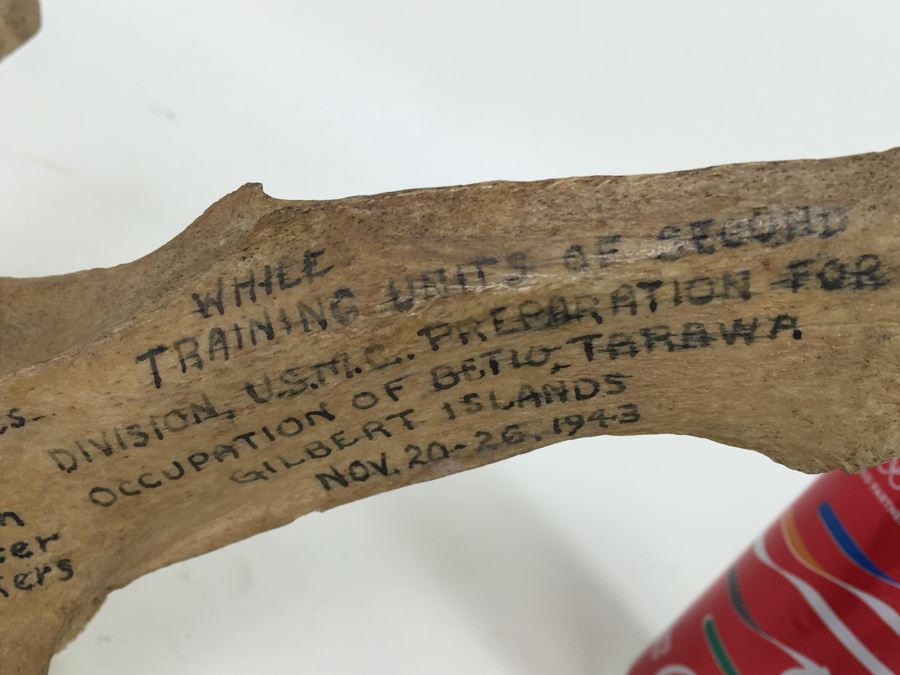 WHILE
TRAINING UNITS OF SECOND
DIVISION, U.S.M.C. PREPARATION FOR
OCCUPATION OF BETIO, TARAWA
GILBERT ISLANDS
NOV. 20-26, 1943